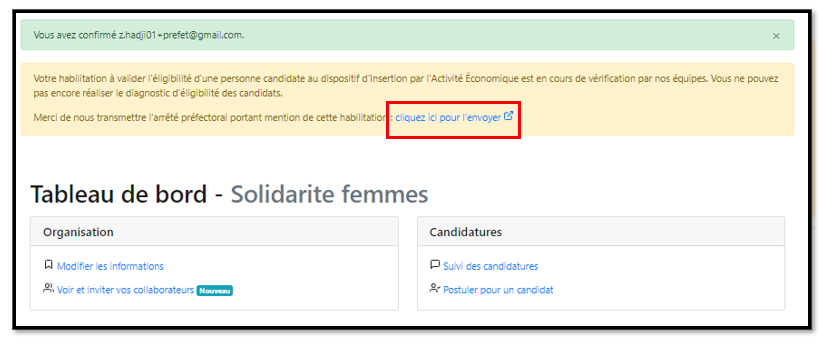 Vous avez confirmé z.hadji01+prefet@gmail.com.
×
Votre habilitation à valider l'éligibilité d'une personne candidate au dispositif d'Insertion par l'Activité Économique est en cours de vérification par nos équipes. Vous ne pouvez
pas encore réaliser le diagnostic d'éligibilité des candidats.
Merci de nous transmettre l'arrêté préfectoral portant mention de cette habilitation : cliquez ici pour l'envoyer
Tableau de bord - Solidarite femmes
Organisation
Modifier les informations
Voir et inviter vos collaborateurs Nouveau
Candidatures
Suivi des candidatures
Postuler pour un candidat